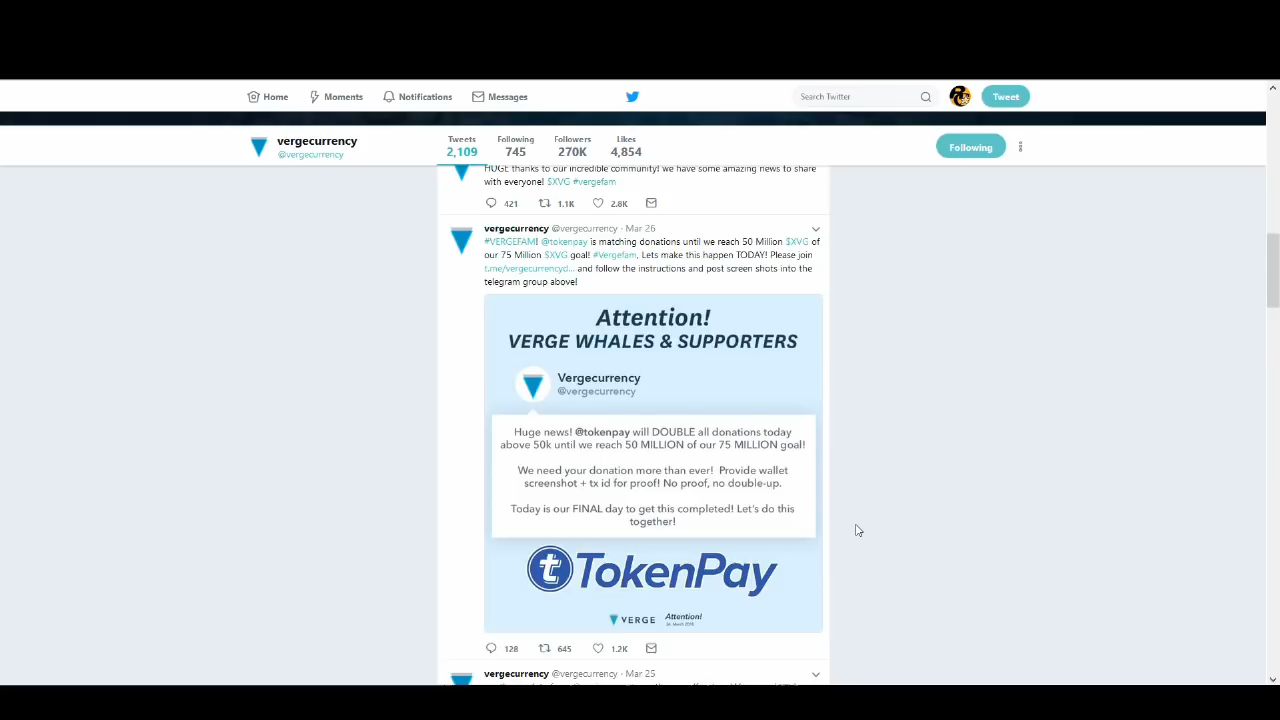 Home Moments Notifications Messages Search Twitter Tweet
vergecurrency
@vergecurrency
Tweets Following Followers Likes
2,109 745 270K 4,854
Following
HUGE thanks to our incredible community! we have some amazing news to share
with everyone! $XVG #vergefam
421 1.1K 2.8K
vergecurrency @vergecurrency · Mar 26
#VERGEFAM! @tokenpay is matching donations until we reach 50 Million $XVG of
our 75 Million $XVG goal! #Vergefam, Lets make this happen TODAY! Please join
t.me/vergecurrencyd... and follow the instructions and post screen shots into the
telegram group above!
Attention!
VERGE WHALES & SUPPORTERS
Vergecurrency
@vergecurrency
Huge news! @tokenpay will DOUBLE all donations today
above 50k until we reach 50 MILLION of our 75 MILLION goal!
We need your donation more than ever! Provide wallet
screenshot + tx id for proof! No proof, no double-up.
Today is our FINAL day to get this completed! Let's do this
together!
t TokenPay
VERGE Attention!
128 645 1.2K
vergecurrency @vergecurrency · Mar 25